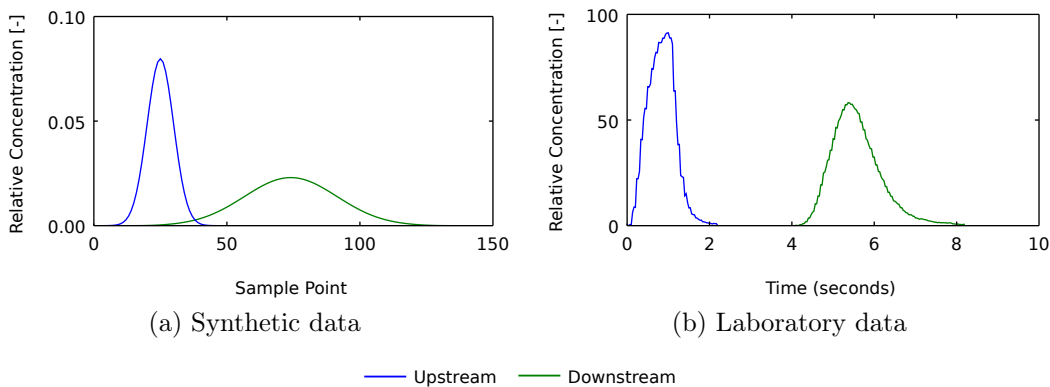 Relative Concentration [-]
0.10
0.05
0.00
0
50
100
150
Sample Point
(a) Synthetic data
Relative Concentration [-]
100
50
0
0
2
4
6
8
10
Time (seconds)
(b) Laboratory data
Upstream
Downstream